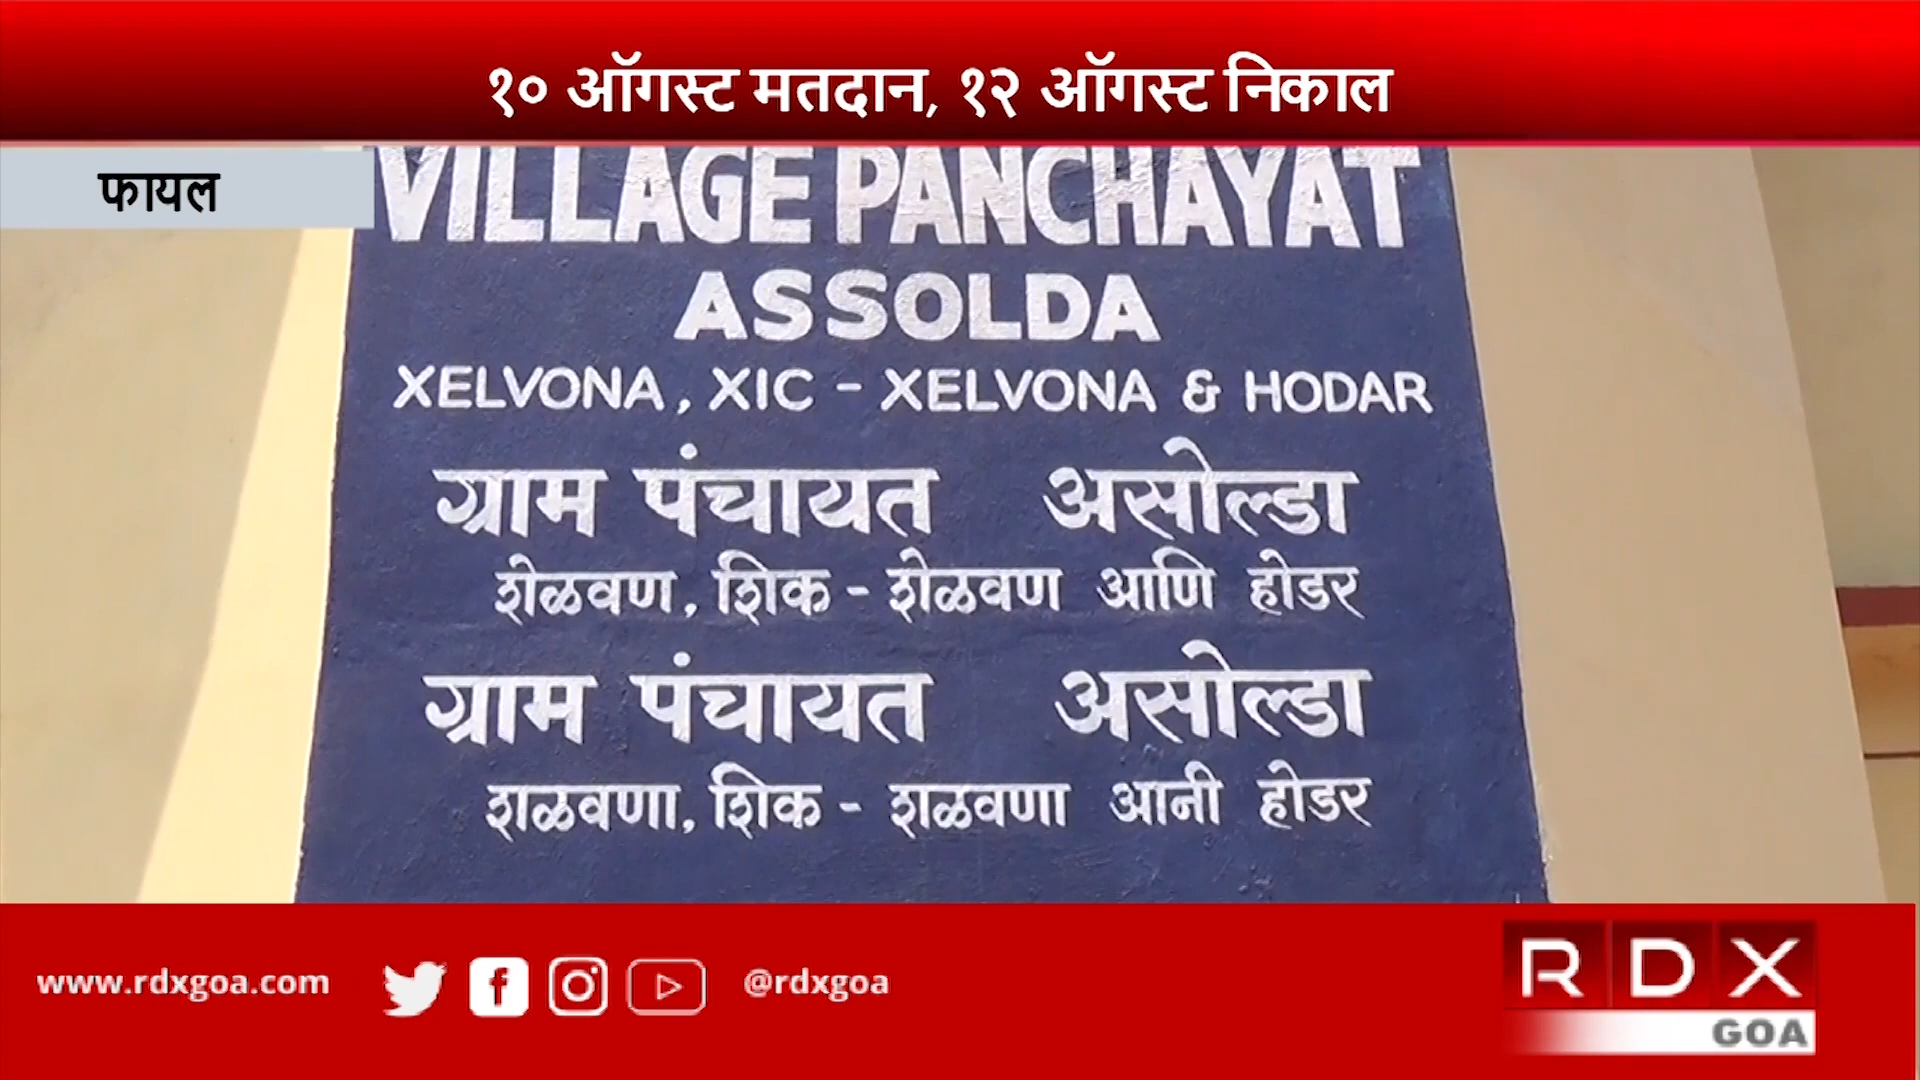 १० ऑगस्ट मतदान, १२ ऑगस्ट निकाल
फायल
VILLAGE PANCHAYAT
ASSOLDA
XELVONA, XIC - XELVONA & HODAR
ग्राम पंचायत असोल्डा
शेळवण, शिक - शेळवण आणि होडर
ग्राम पंचायत असोल्डा
शळवणा, शिक - शळवणा आनी होडर
www.rdxgoa.com @rdxgoa
RDX
GOA